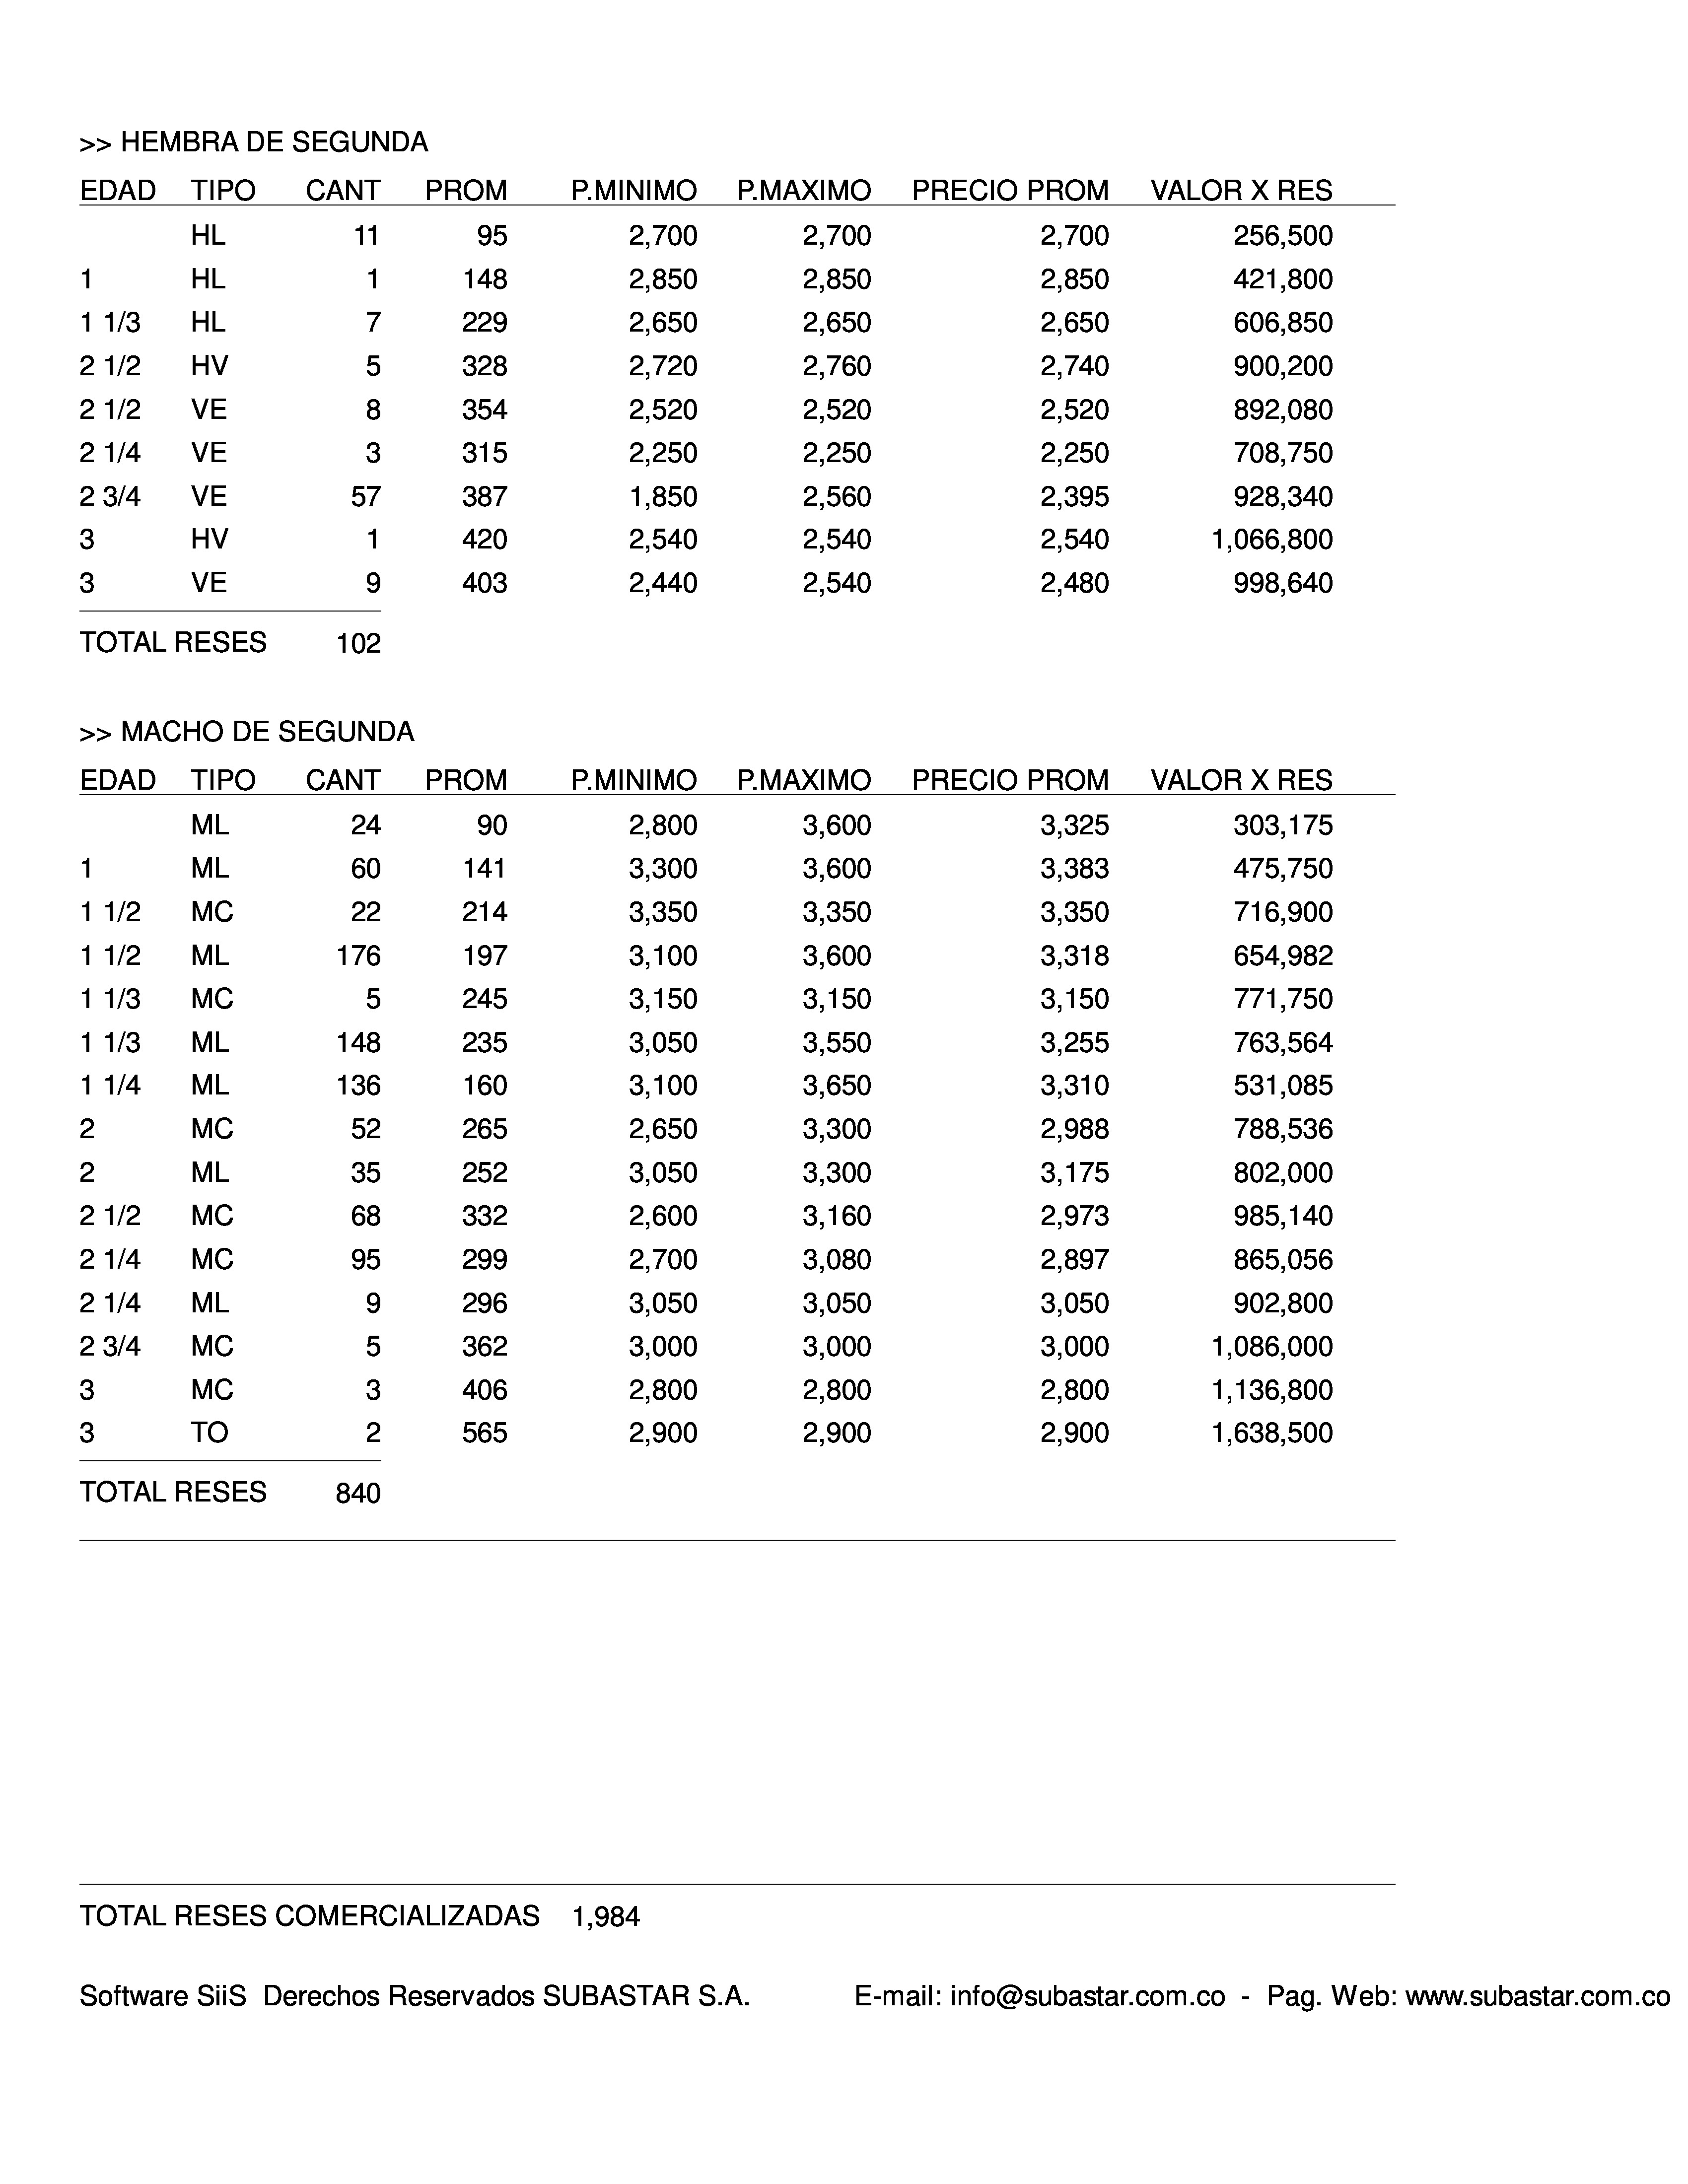 >> HEMBRA DE SEGUNDA
EDAD TIPO CANT PROM P.MINIMO P.MAXIMO PRECIO PROM VALOR X RES
HL 11 95 2,700 2,700 2,700 256,500
1 HL 1 148 2,850 2,850 2,850 421,800
1 1/3 HL 7 229 2,650 2,650 2,650 606,850
2 1/2 HV 5 328 2,720 2,760 2,740 900,200
2 1/2 VE 8 354 2,520 2,520 2,520 892,080
2 1/4 VE 3 315 2,250 2,250 2,250 708,750
2 3/4 VE 57 387 1,850 2,560 2,395 928,340
3 HV 1 420 2,540 2,540 2,540 1,066,800
3 VE 9 403 2,440 2,540 2,480 998,640
TOTAL RESES 102
>> MACHO DE SEGUNDA
EDAD TIPO CANT PROM P.MINIMO P.MAXIMO PRECIO PROM VALOR X RES
ML 24 90 2,800 3,600 3,325 303,175
1 ML 60 141 3,300 3,600 3,383 475,750
1 1/2 MC 22 214 3,350 3,350 3,350 716,900
1 1/2 ML 176 197 3,100 3,600 3,318 654,982
1 1/3 MC 5 245 3,150 3,150 3,150 771,750
1 1/3 ML 148 235 3,050 3,550 3,255 763,564
1 1/4 ML 136 160 3,100 3,650 3,310 531,085
2 MC 52 265 2,650 3,300 2,988 788,536
2 ML 35 252 3,050 3,300 3,175 802,000
2 1/2 MC 68 332 2,600 3,160 2,973 985,140
2 1/4 MC 95 299 2,700 3,080 2,897 865,056
2 1/4 ML 9 296 3,050 3,050 3,050 902,800
2 3/4 MC 5 362 3,000 3,000 3,000 1,086,000
3 MC 3 406 2,800 2,800 2,800 1,136,800
3 TO 2 565 2,900 2,900 2,900 1,638,500
TOTAL RESES 840
TOTAL RESES COMERCIALIZADAS 1,984
Software SiiS Derechos Reservados SUBASTAR S.A. E-mail: info@subastar.com.co - Pag. Web: www.subastar.com.co